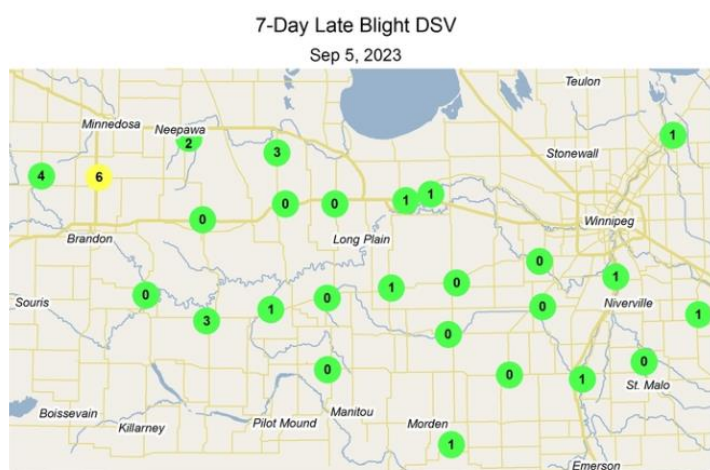 7-Day Late Blight DSV
Sep 5, 2023
Teulon
Minnedosa
Neepawa
1
2
3
Stonewall
4
6
1
1
0
0
0
Winnipeg
Brandon
Long Plain
0
1
1
0
0
Souris
0
1
0
Niverville
1
3
0
0
0
0
St. Malo
1
Boissevain
Killarney
Pilot Mound
Manitou
Morden
1
Emerson